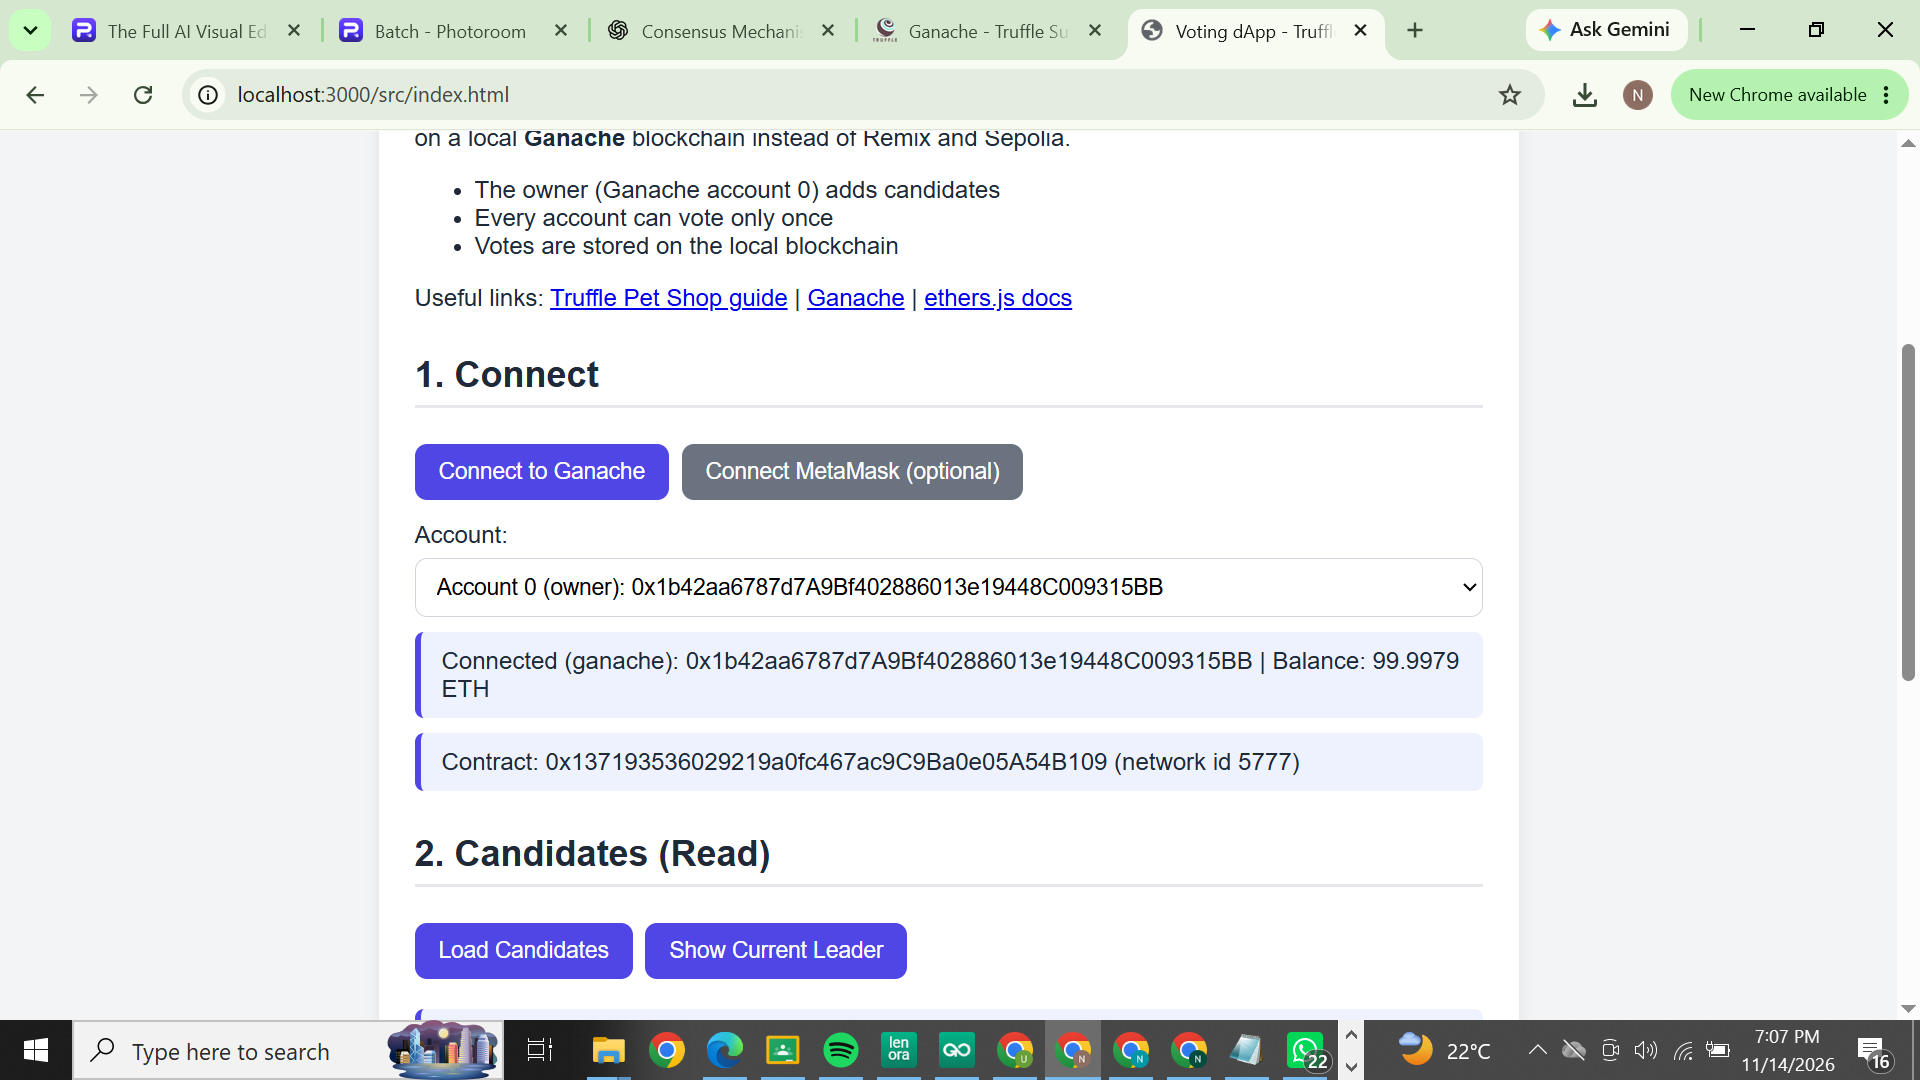 The Full AI Visual Ed
Batch - Photoroom
Consensus Mechani
Ganache - Truffle Su
Voting dApp - Truffl
Ask Gemini
localhost:3000/src/index.html
N
New Chrome available
on a local Ganache blockchain instead of Remix and Sepolia.
• The owner (Ganache account 0) adds candidates
• Every account can vote only once
• Votes are stored on the local blockchain
Useful links: Truffle Pet Shop guide | Ganache | ethers.js docs
1. Connect
Connect to Ganache
Connect MetaMask (optional)
Account:
Account 0 (owner): 0x1b42aa6787d7A9Bf402886013e19448C009315BB
Connected (ganache): 0x1b42aa6787d7A9Bf402886013e19448C009315BB | Balance: 99.9979
ETH
Contract: 0x137193536029219a0fc467ac9C9Ba0e05A54B109 (network id 5777)
2. Candidates (Read)
Load Candidates
Show Current Leader
Type here to search
len
ora
GO
U
N
N
N
22
22°C
7:07 PM
11/14/2026
16